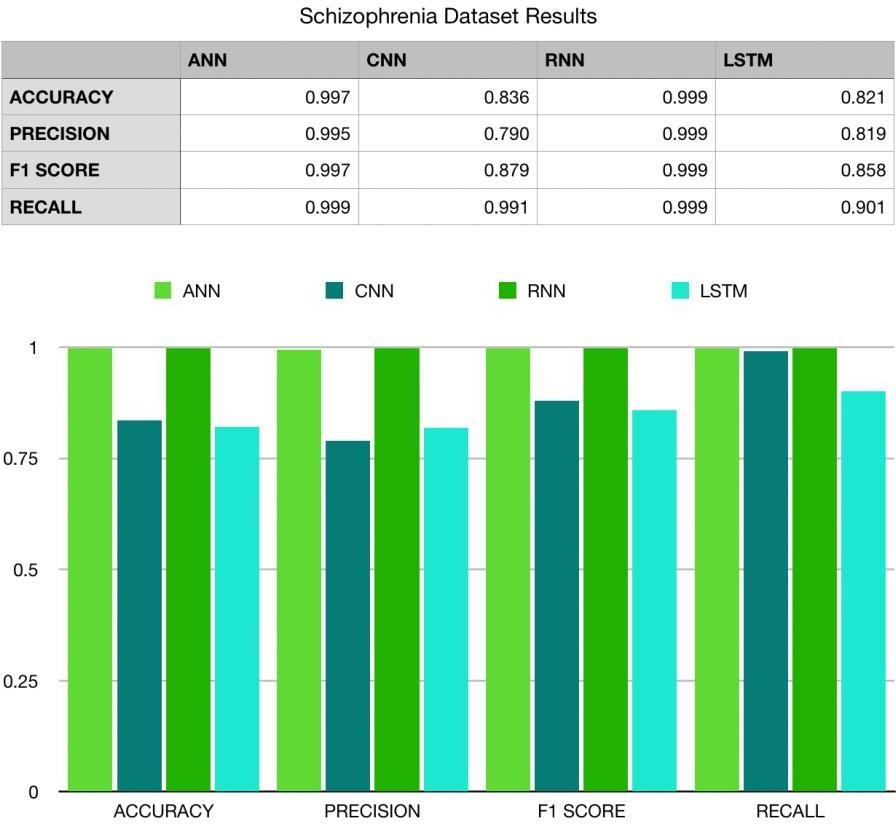 Schizophrenia Dataset Results
ANN CNN RNN LSTM
ACCURACY 0.997 0.836 0.999 0.821
PRECISION 0.995 0.790 0.999 0.819
F1 SCORE 0.997 0.879 0.999 0.858
RECALL 0.999 0.991 0.999 0.901
ANN CNN RNN LSTM
1
0.75
0.5
0.25
0
ACCURACY PRECISION F1 SCORE RECALL